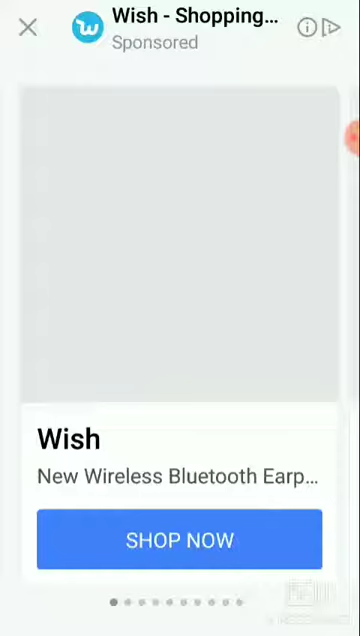 Wish - Shopping...
Sponsored
Wish
New Wireless Bluetooth Earp...
SHOP NOW